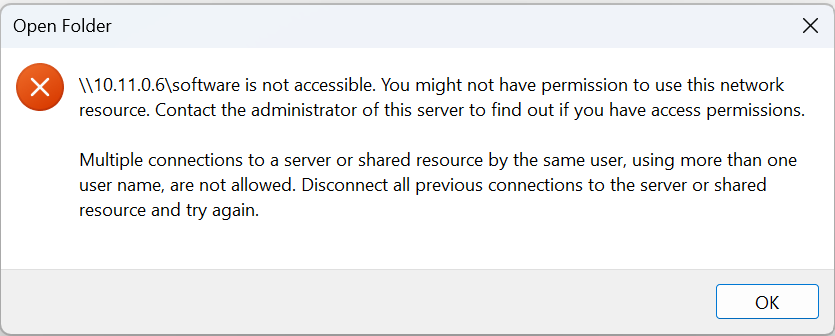 Open Folder
\\10.11.0.6\software is not accessible. You might not have permission to use this network
resource. Contact the administrator of this server to find out if you have access permissions.
Multiple connections to a server or shared resource by the same user, using more than one
user name, are not allowed. Disconnect all previous connections to the server or shared
resource and try again.
OK